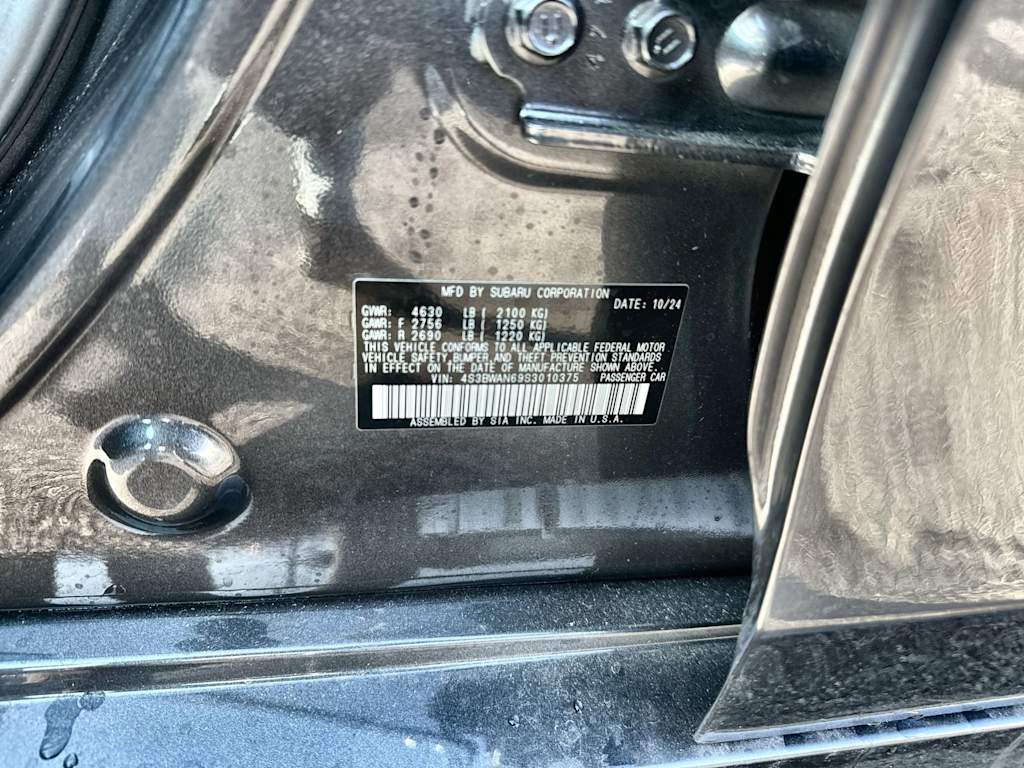 MFD BY SUBARU CORPORATION
DATE: 10/24
GVWR: 4630 LB ( 2100 KG)
GAWR: F 2756 LB ( 1250 KG)
GAWR: R 2690 LB ( 1220 KG)
THIS VEHICLE CONFORMS TO ALL APPLICABLE FEDERAL MOTOR
VEHICLE SAFETY, BUMPER, AND THEFT PREVENTION STANDARDS
IN EFFECT ON THE DATE OF MANUFACTURE SHOWN ABOVE.
VIN: 4S3BWAN69S3010375 PASSENGER CAR
ASSEMBLED BY SIA INC. MADE IN U.S.A.